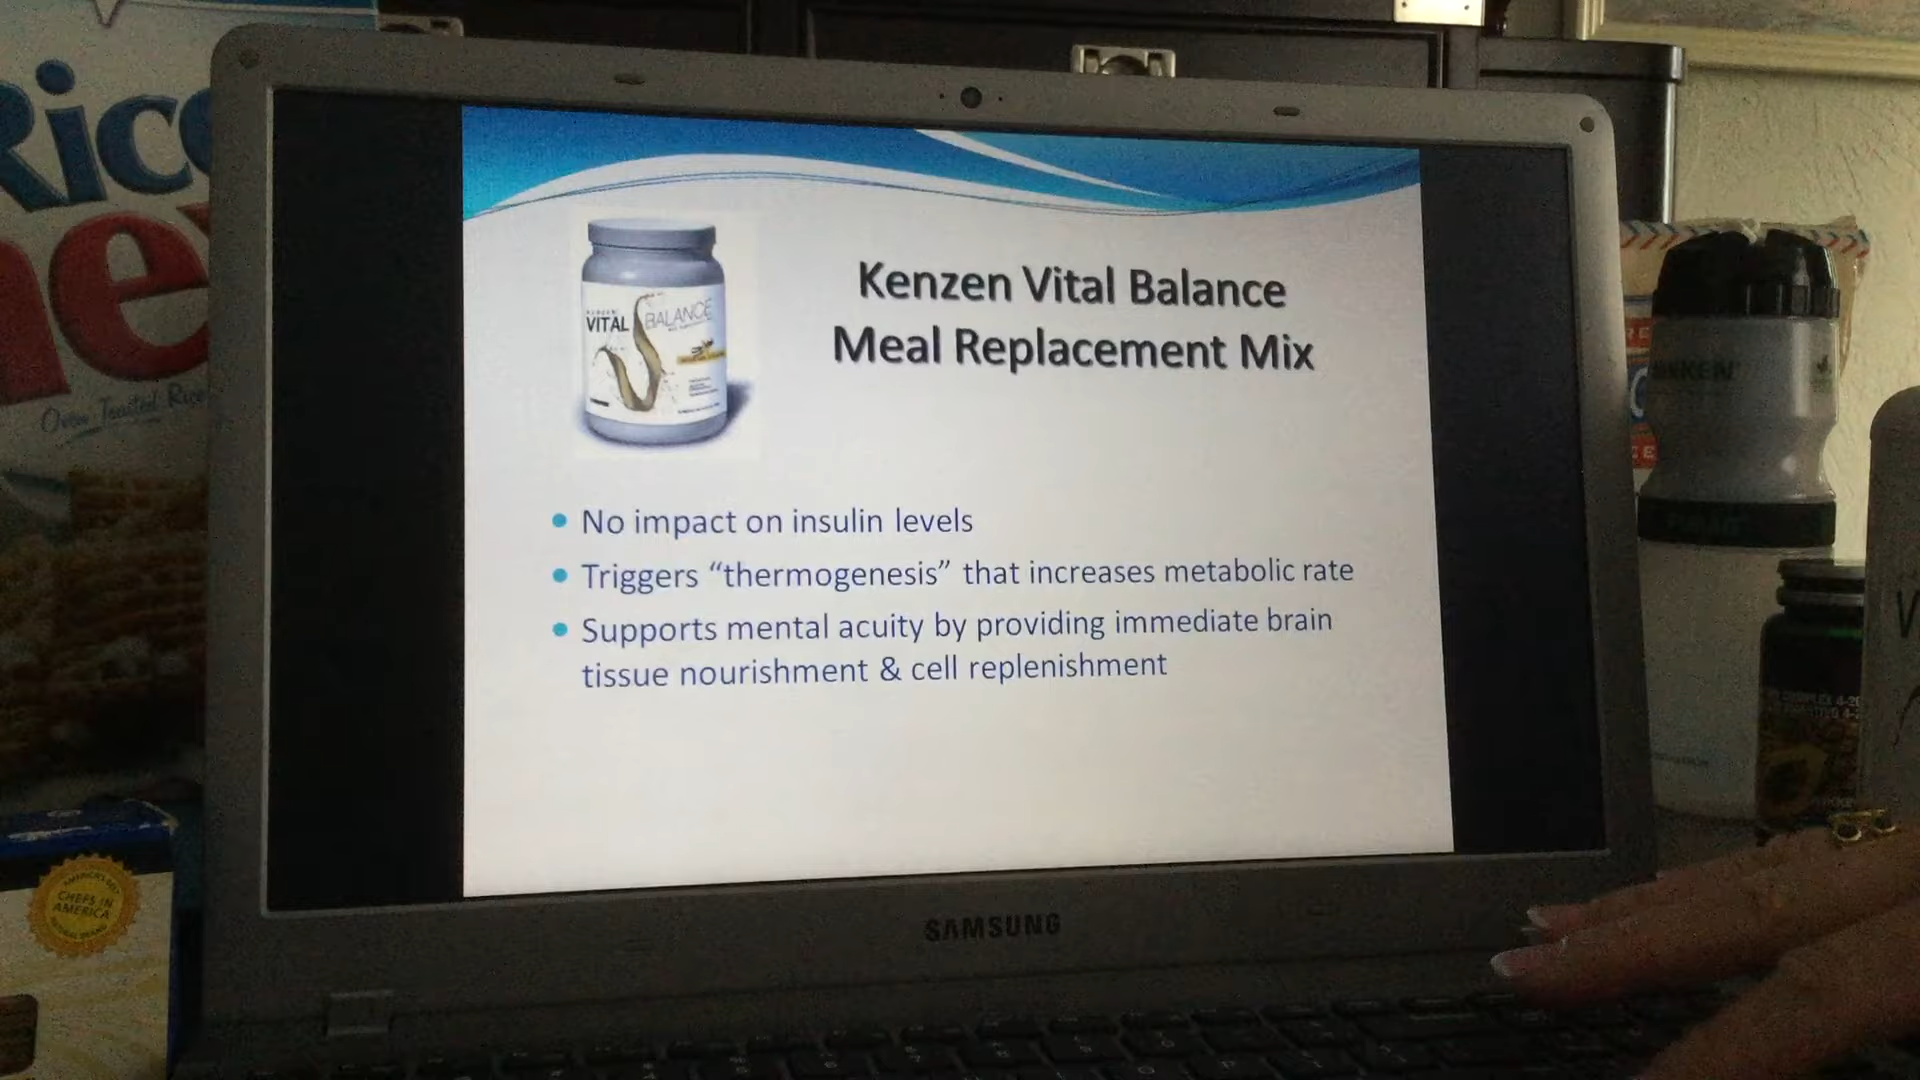 Kenzen Vital Balance
Meal Replacement Mix
VITAL BALANCE
• No impact on insulin levels
• Triggers “thermogenesis” that increases metabolic rate
• Supports mental acuity by providing immediate brain
tissue nourishment & cell replenishment
SAMSUNG
Rice
Oven Toasted Rice
CHEFS IN
AMERICA